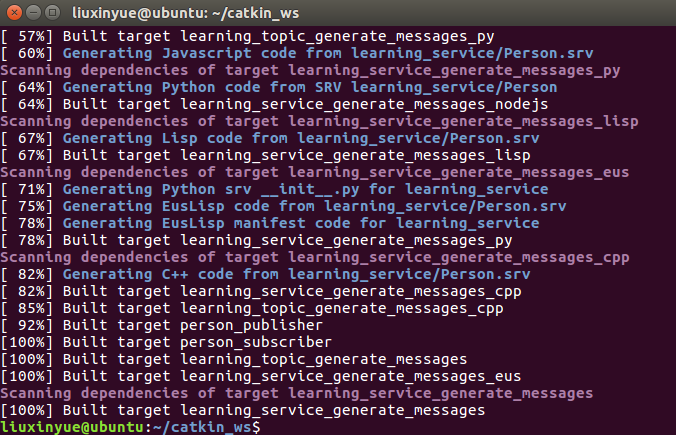 liuxinyue@ubuntu: ~/catkin_ws
[ 57%] Built target learning_topic_generate_messages_py
[ 60%] Generating Javascript code from learning_service/Person.srv
Scanning dependencies of target learning_service_generate_messages_py
[ 64%] Generating Python code from SRV learning_service/Person
[ 64%] Built target learning_service_generate_messages_nodejs
Scanning dependencies of target learning_service_generate_messages_lisp
[ 67%] Generating Lisp code from learning_service/Person.srv
[ 67%] Built target learning_service_generate_messages_lisp
Scanning dependencies of target learning_service_generate_messages_eus
[ 71%] Generating Python srv __init__.py for learning_service
[ 75%] Generating EusLisp code from learning_service/Person.srv
[ 78%] Generating EusLisp manifest code for learning_service
[ 78%] Built target learning_service_generate_messages_py
Scanning dependencies of target learning_service_generate_messages_cpp
[ 82%] Generating C++ code from learning_service/Person.srv
[ 82%] Built target learning_service_generate_messages_cpp
[ 85%] Built target learning_topic_generate_messages_cpp
[ 92%] Built target person_publisher
[100%] Built target person_subscriber
[100%] Built target learning_topic_generate_messages
[100%] Built target learning_service_generate_messages_eus
Scanning dependencies of target learning_service_generate_messages
[100%] Built target learning_service_generate_messages
liuxinyue@ubuntu:~/catkin_ws$